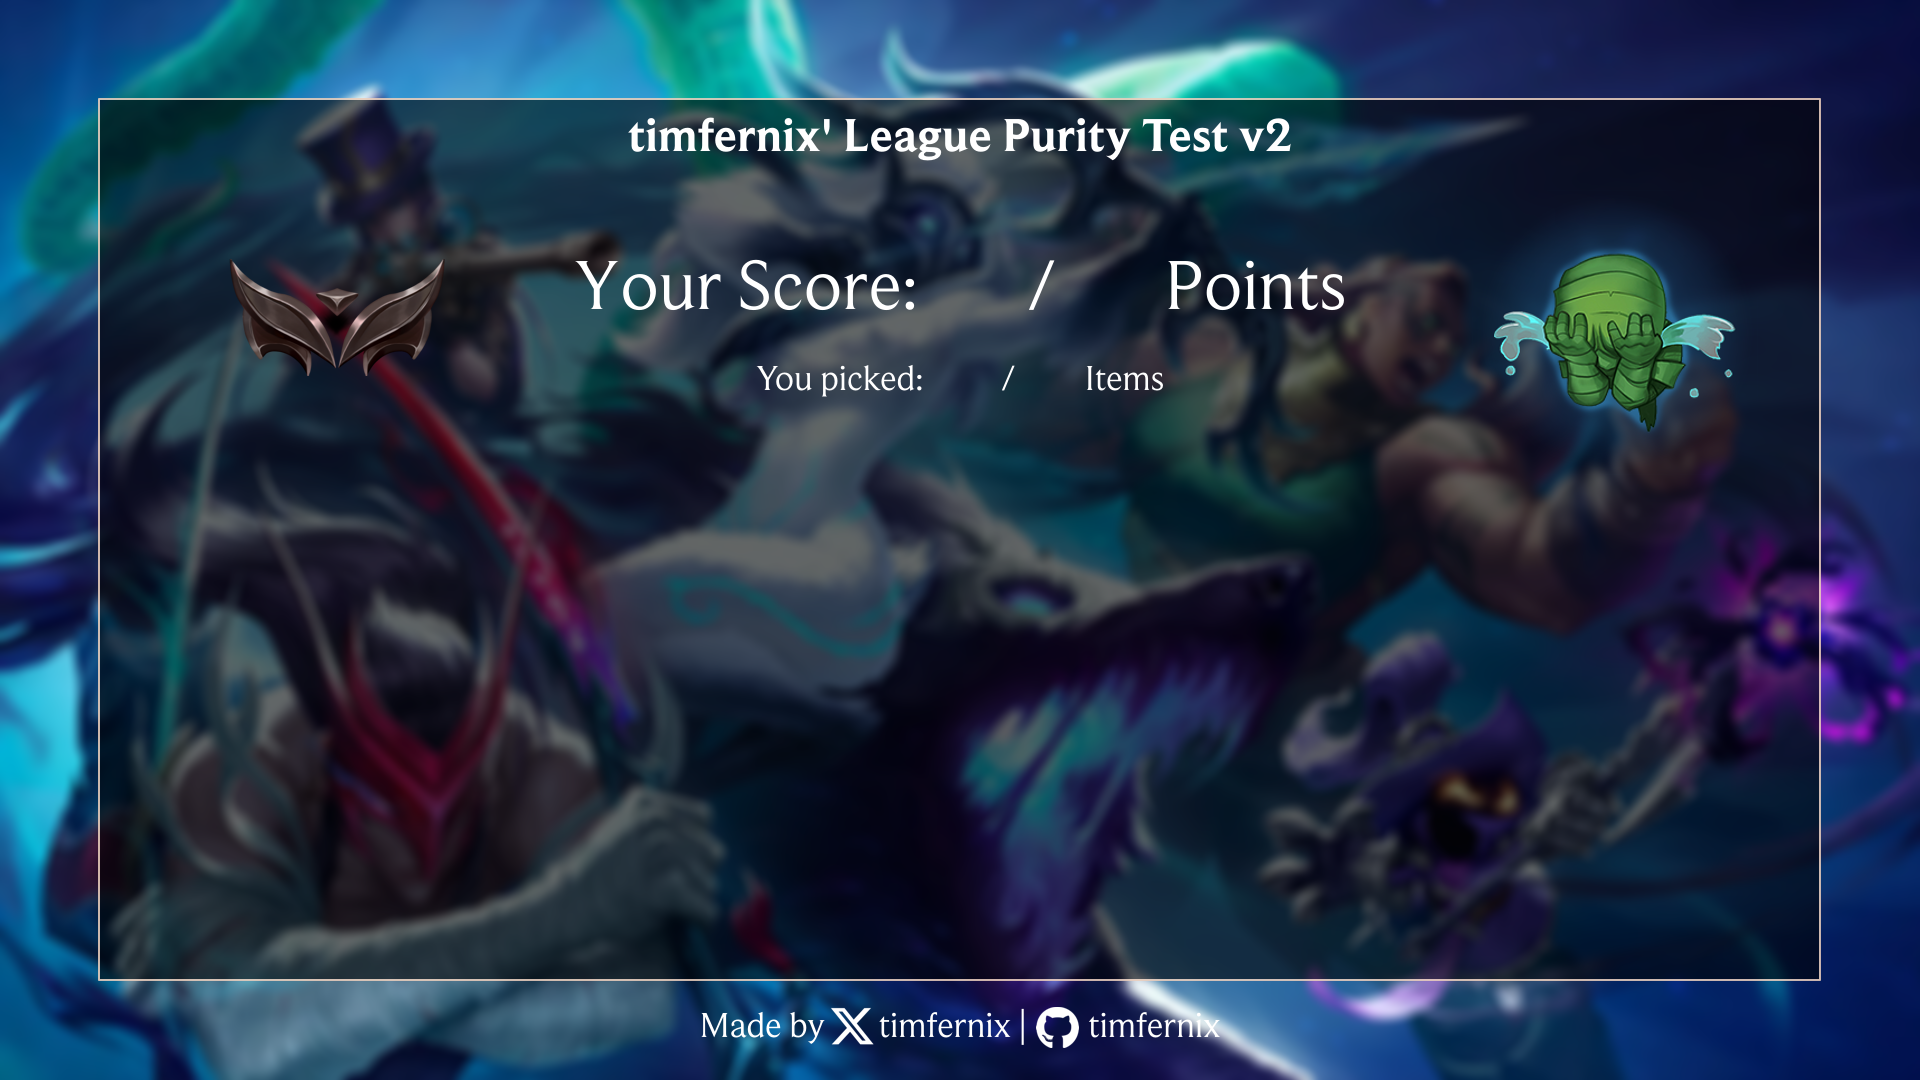 timfernix' League Purity Test v2
Your Score: / Points
You picked: / Items
Made by timfernix | timfernix